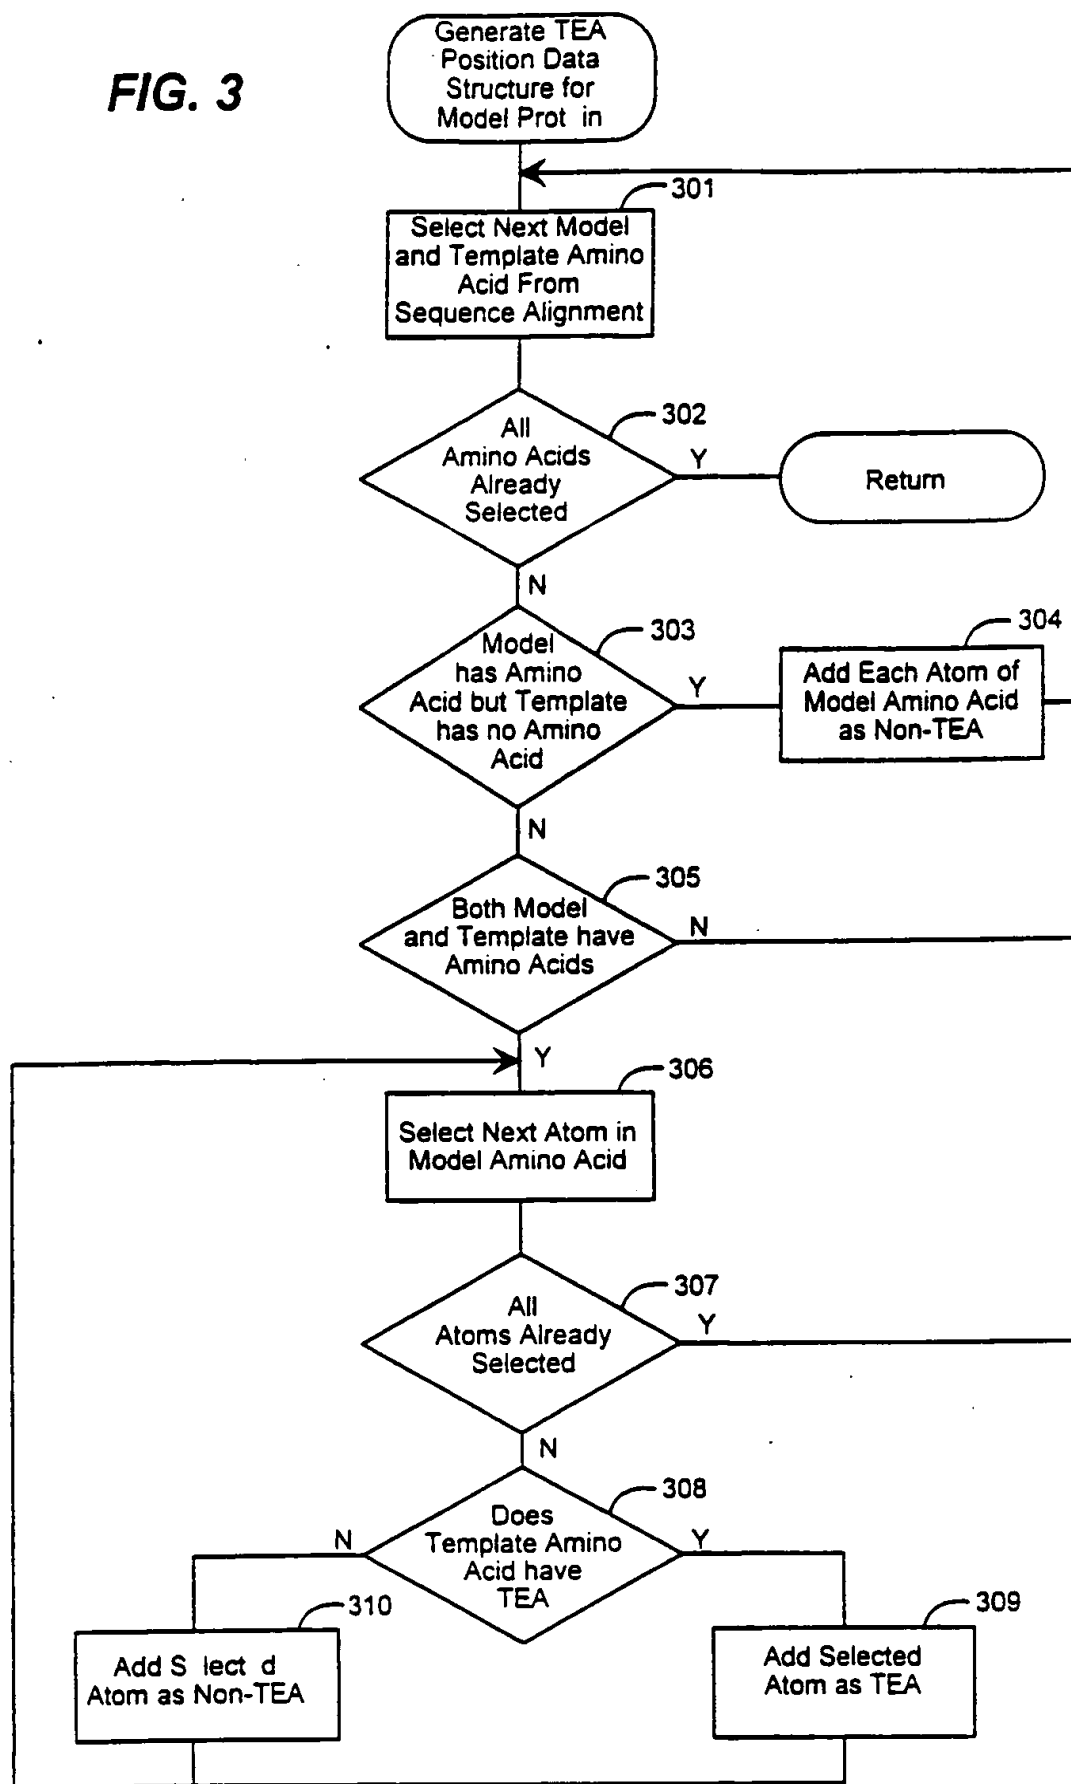 FIG. 3
Generate TEA
Position Data
Structure for
Model Prot in
301
Select Next Model
and Template Amino
Acid From
Sequence Alignment
302
All
Amino Acids
Already
Selected
Y
Return
N
303
Model
has Amino
Acid but Template
has no Amino
Acid
Y
304
Add Each Atom of
Model Amino Acid
as Non-TEA
N
305
Both Model
and Template have
Amino Acids
N
Y
306
Select Next Atom in
Model Amino Acid
307
All
Atoms Already
Selected
Y
N
308
Does
Template Amino
Acid have
TEA
N
Y
310
Add S lect d
Atom as Non-TEA
309
Add Selected
Atom as TEA